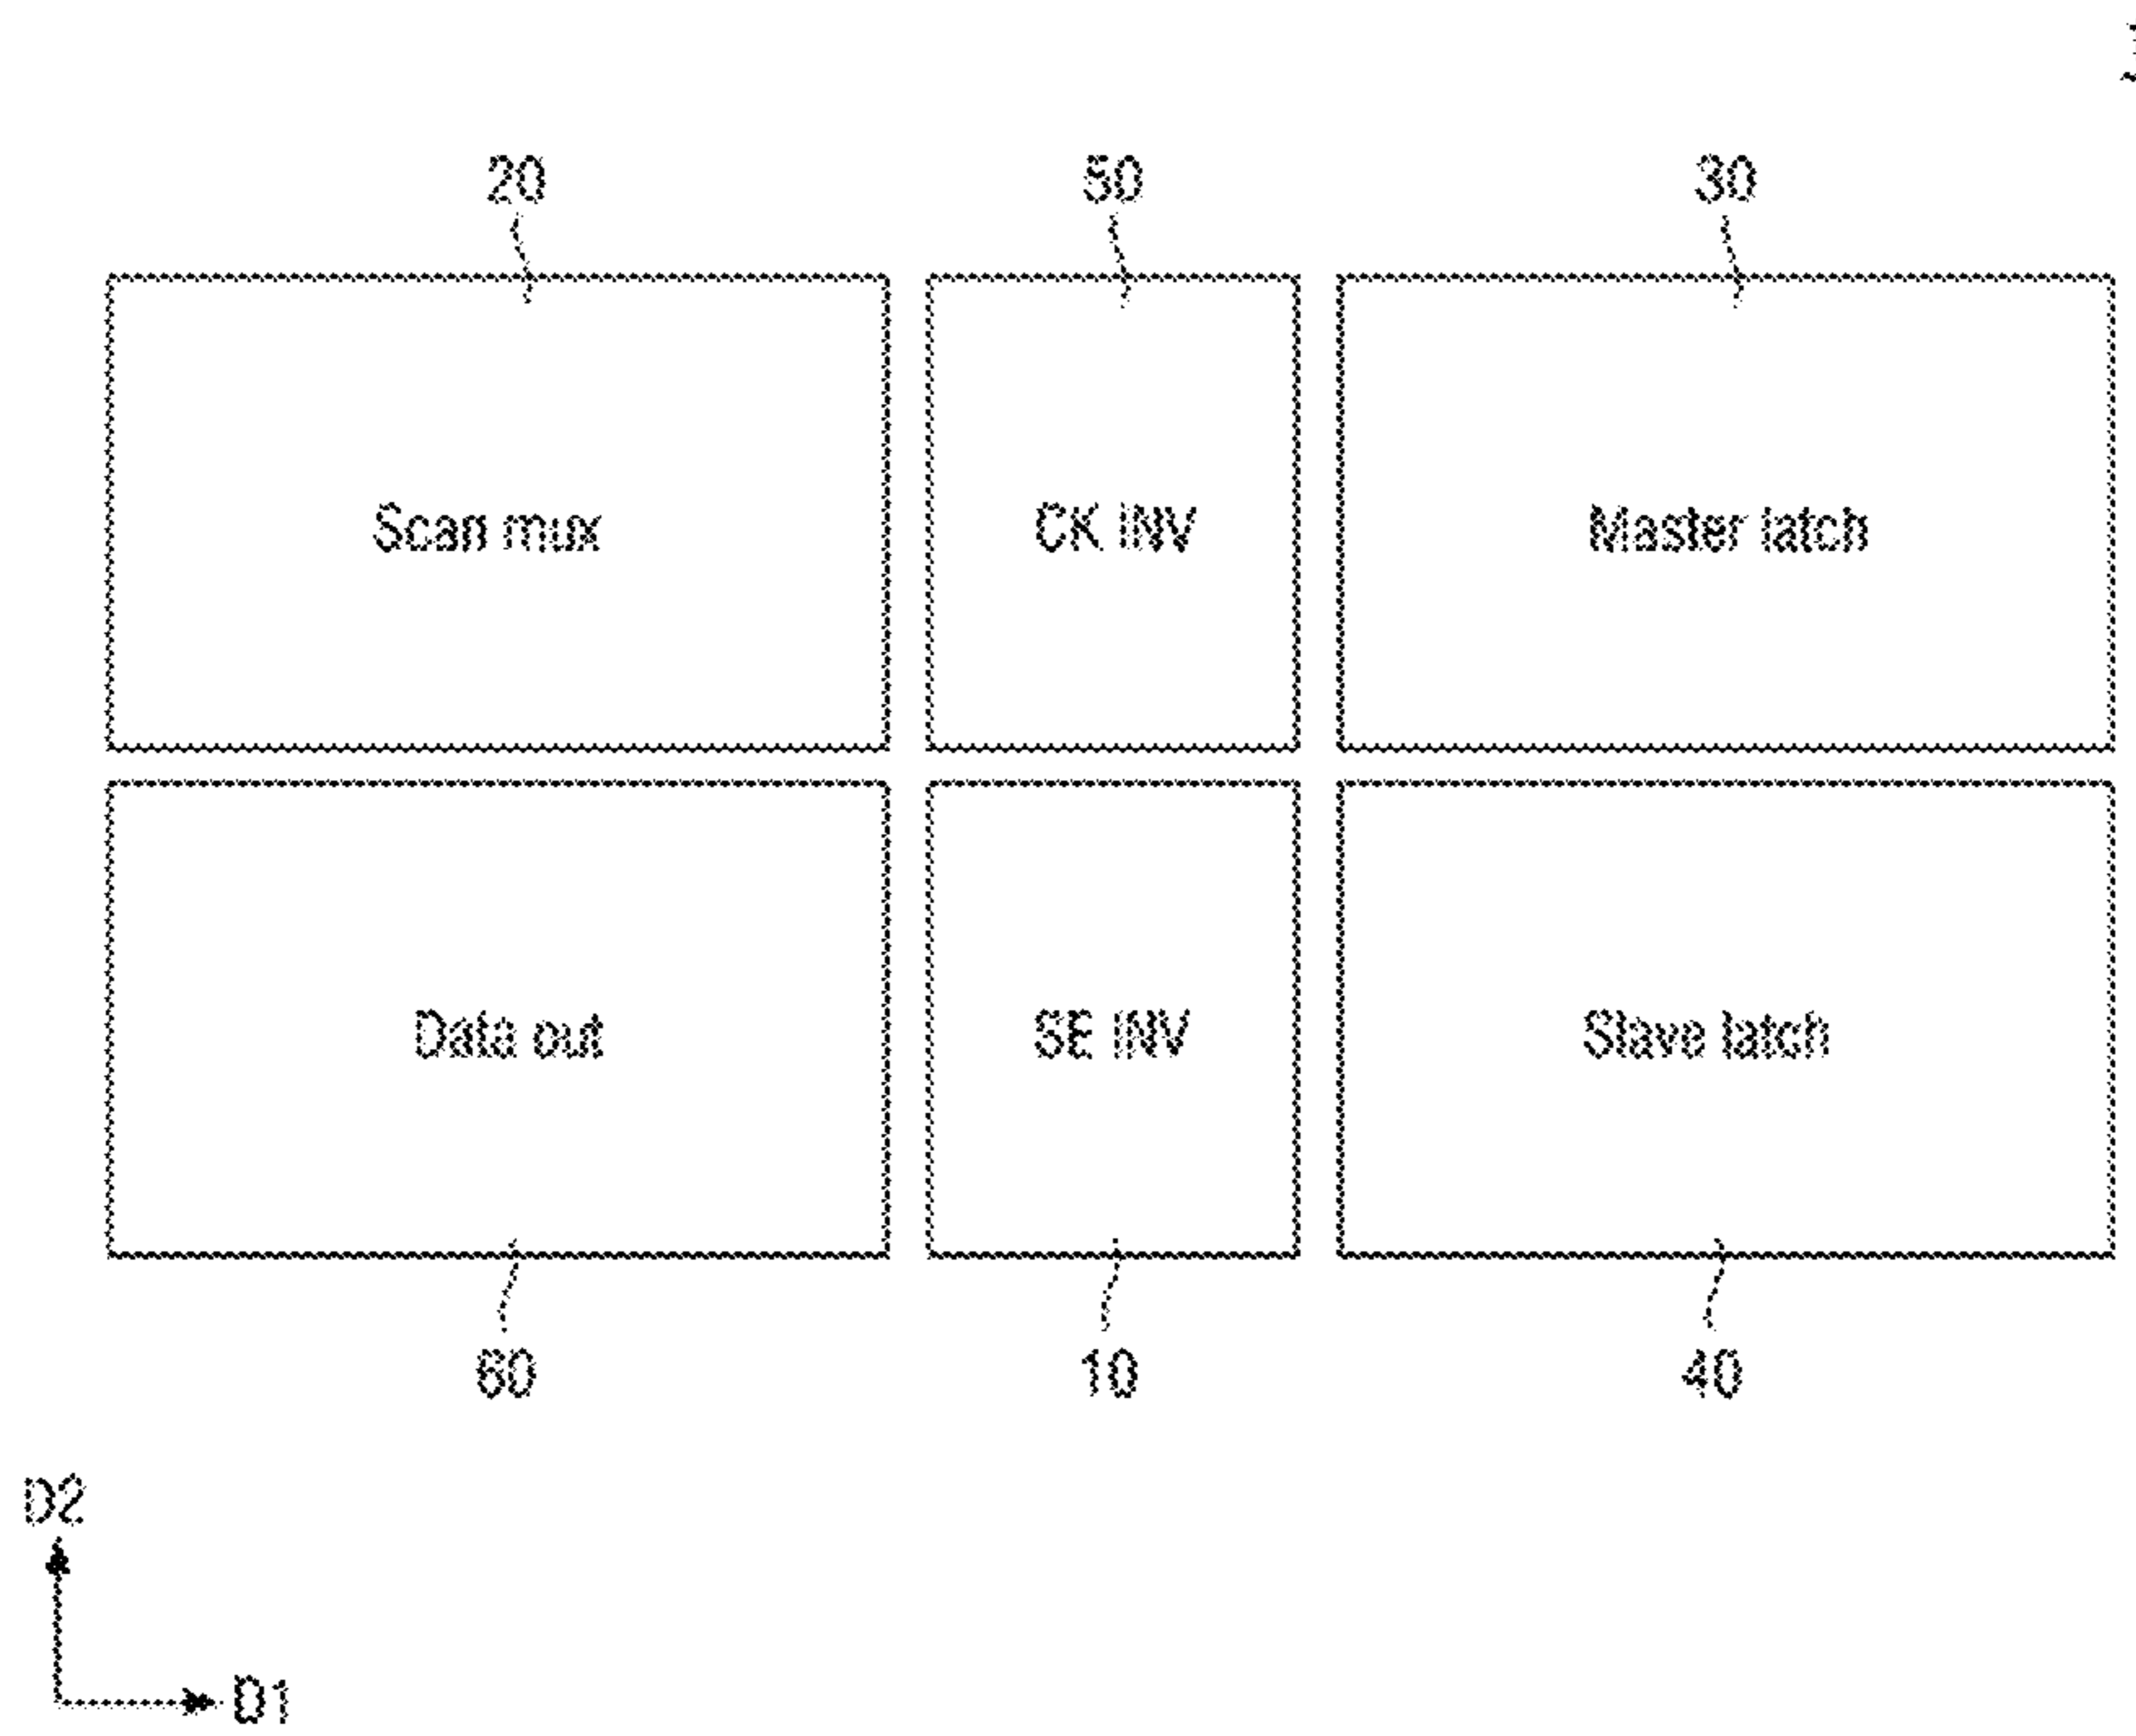 20 50 30
Scan mux CK INV Master latch
Data out SE INV Slave latch
60 10 40
D2
D1